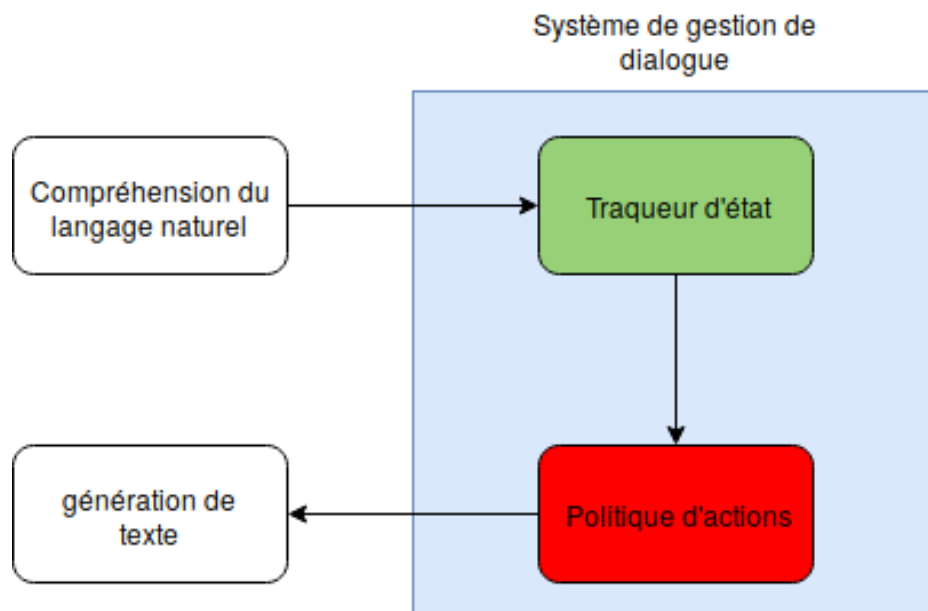 Système de gestion de
dialogue
Compréhension du
langage naturel
Traqueur d'état
génération de
texte
Politique d'actions